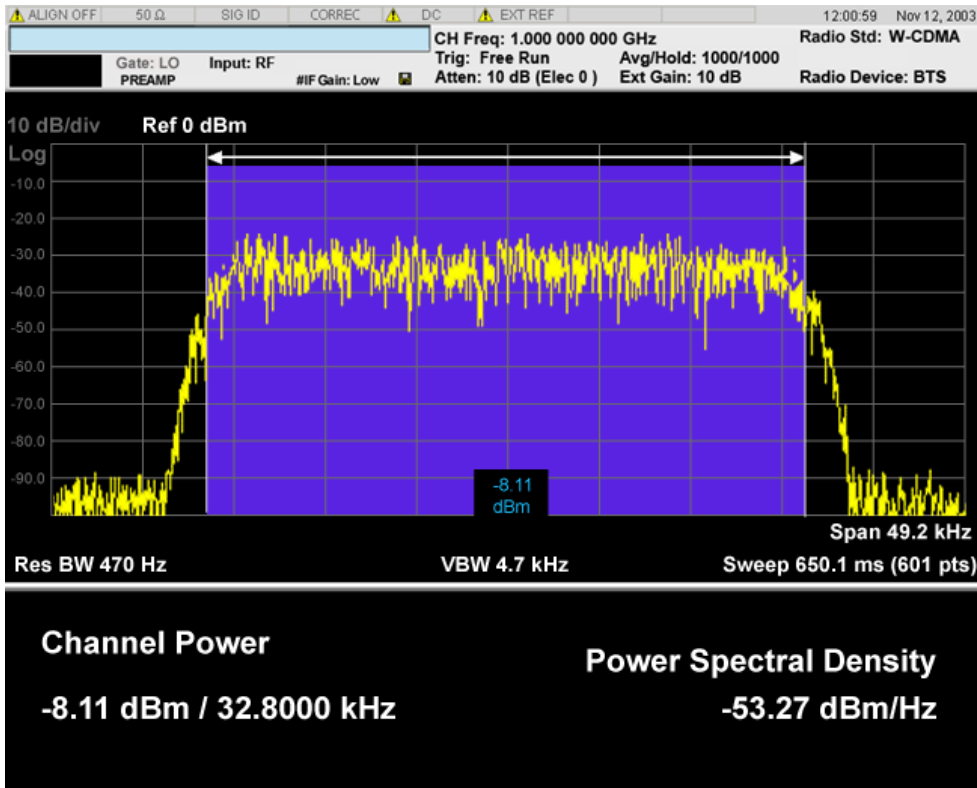 ALIGN OFF 50 Ω SIG ID CORREC DC EXT REF 12:00:59 Nov 12, 2003
CH Freq: 1.000 000 000 GHz Radio Std: W-CDMA
Gate: LO Input: RF Trig: Free Run Avg/Hold: 1000/1000
PREAMP #IF Gain: Low Atten: 10 dB (Elec 0 ) Ext Gain: 10 dB Radio Device: BTS
10 dB/div Ref 0 dBm
Log
-10.0
-20.0
-30.0
-40.0
-50.0
-60.0
-70.0
-80.0
-90.0
-8.11
dBm
Span 49.2 kHz
Res BW 470 Hz VBW 4.7 kHz Sweep 650.1 ms (601 pts)
Channel Power
Power Spectral Density
-8.11 dBm / 32.8000 kHz -53.27 dBm/Hz